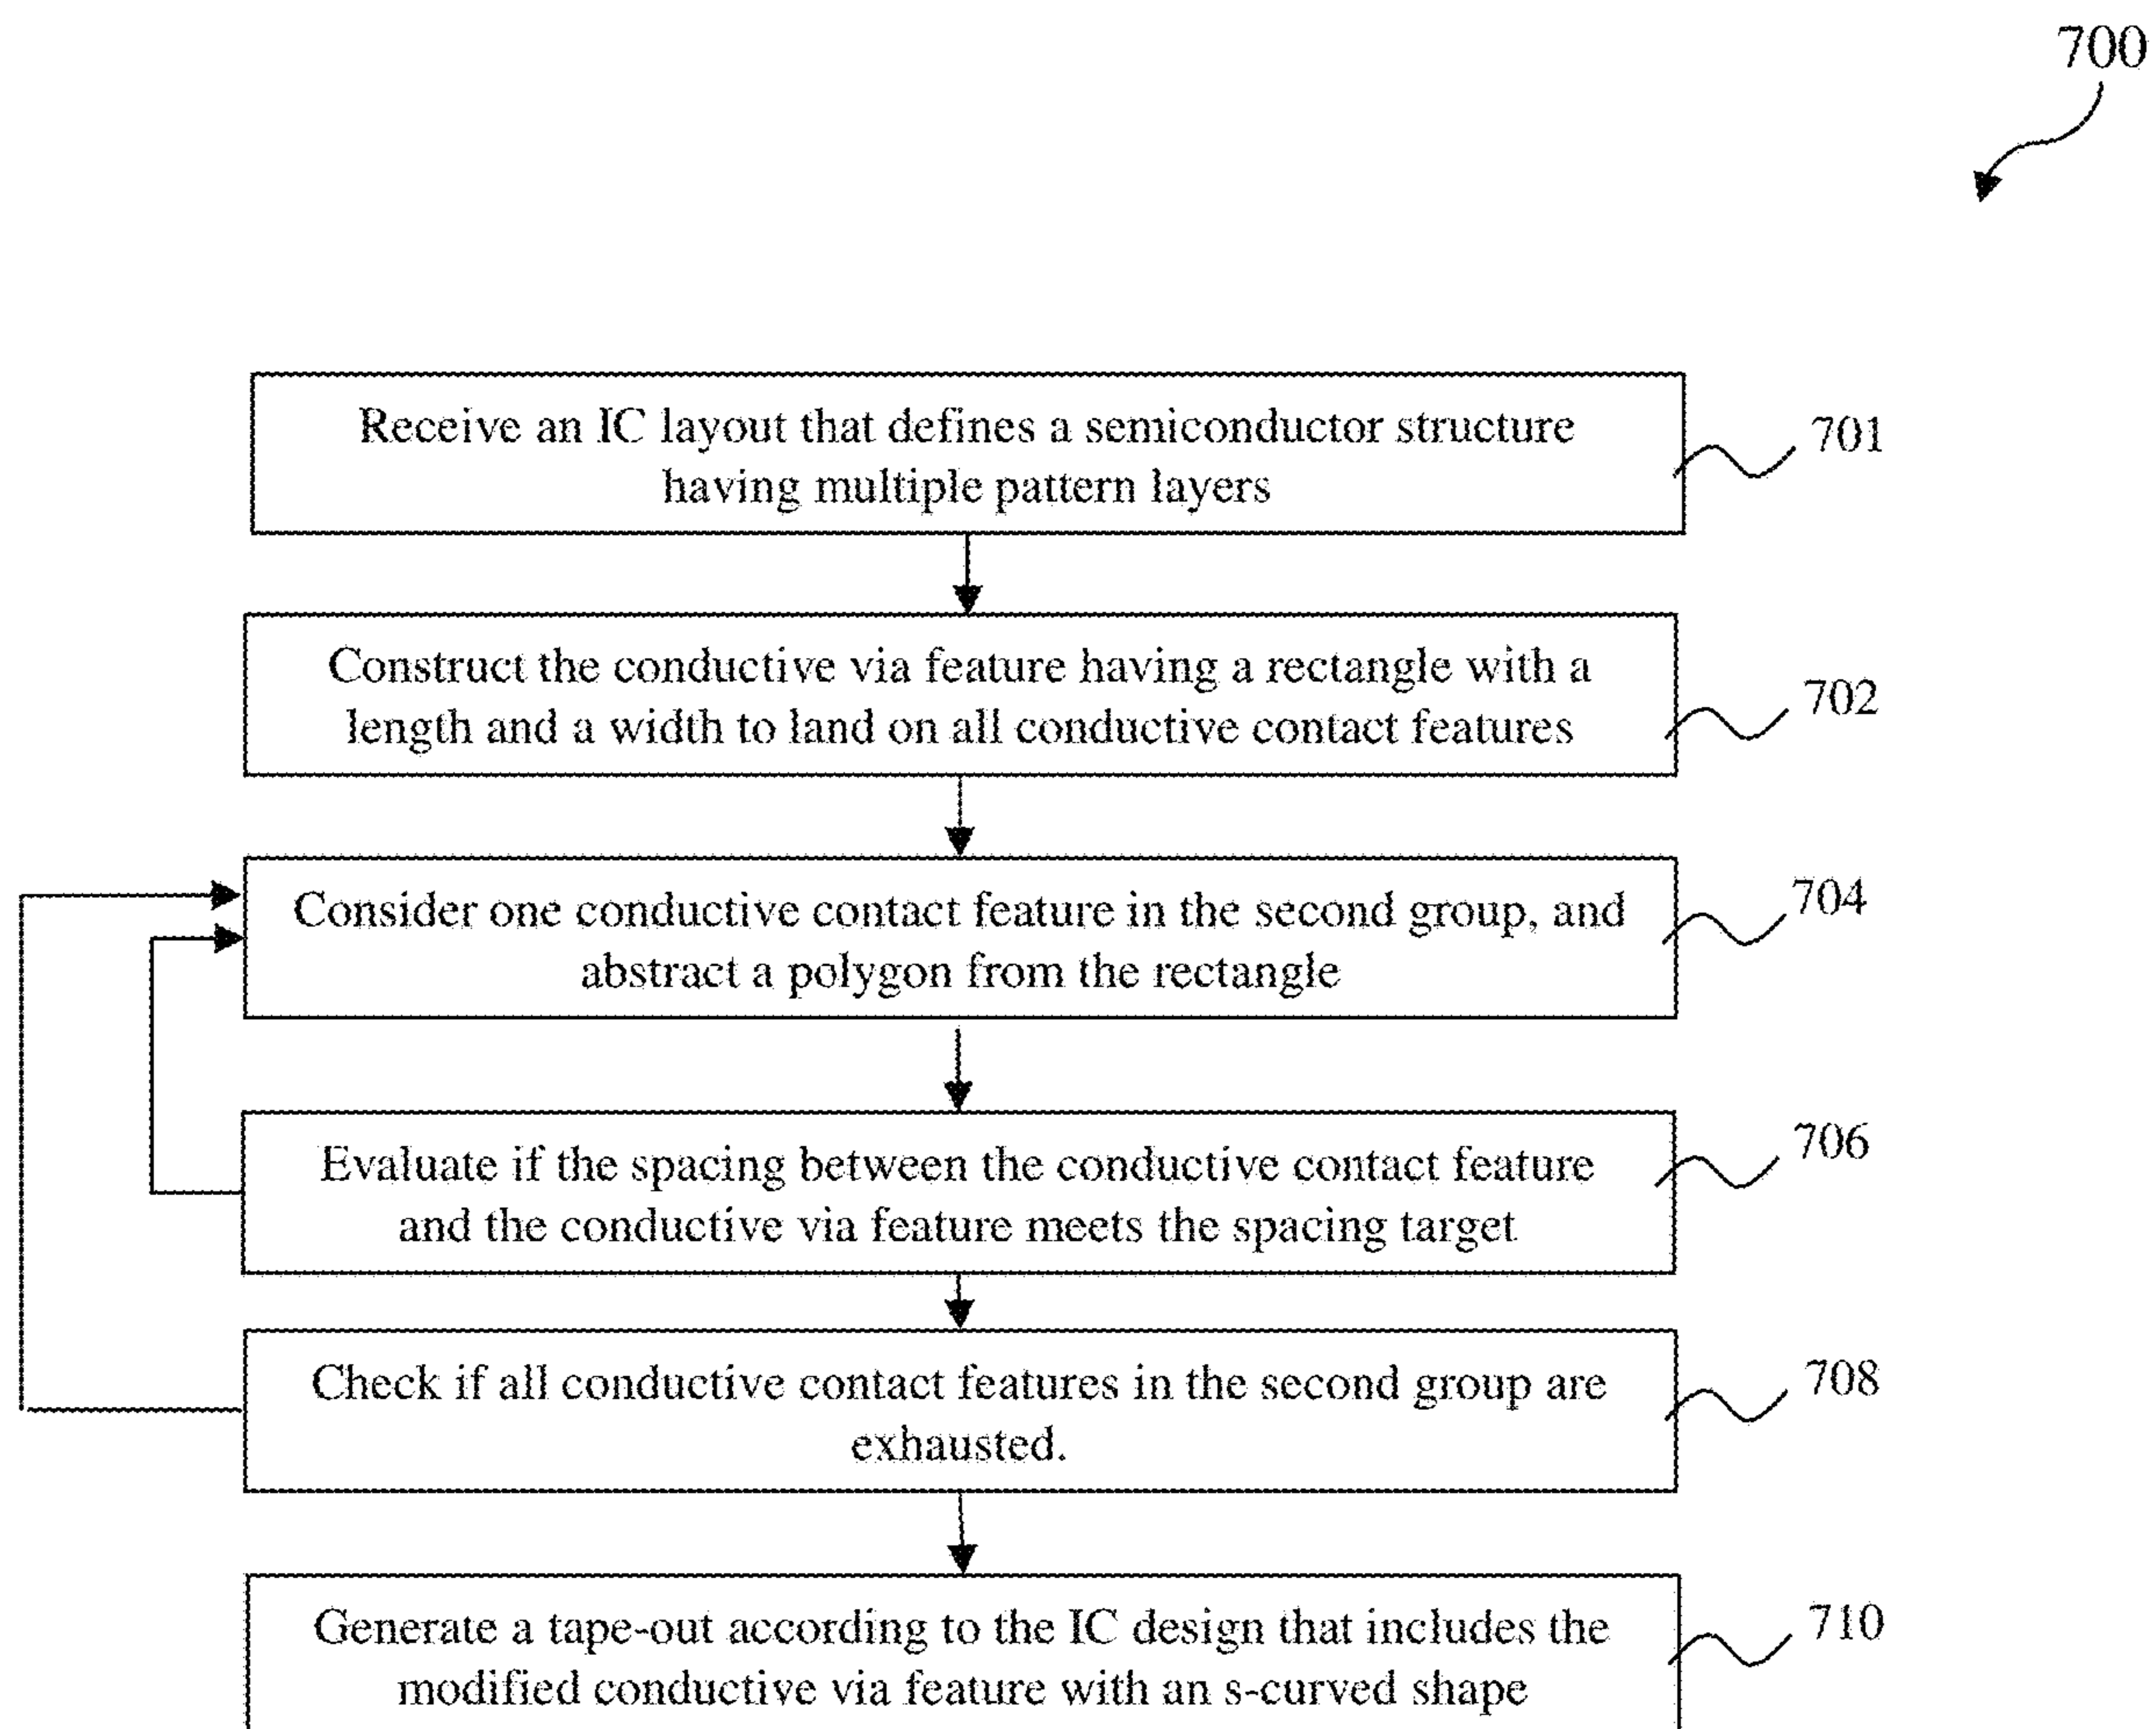 700
Receive an IC layout that defines a semiconductor structure
having multiple pattern layers
701
Construct the conductive via feature having a rectangle with a
length and a width to land on all conductive contact features
702
Consider one conductive contact feature in the second group, and
abstract a polygon from the rectangle
704
Evaluate if the spacing between the conductive contact feature
and the conductive via feature meets the spacing target
706
Check if all conductive contact features in the second group are
exhausted.
708
Generate a tape-out according to the IC design that includes the
modified conductive via feature with an s-curved shape
710